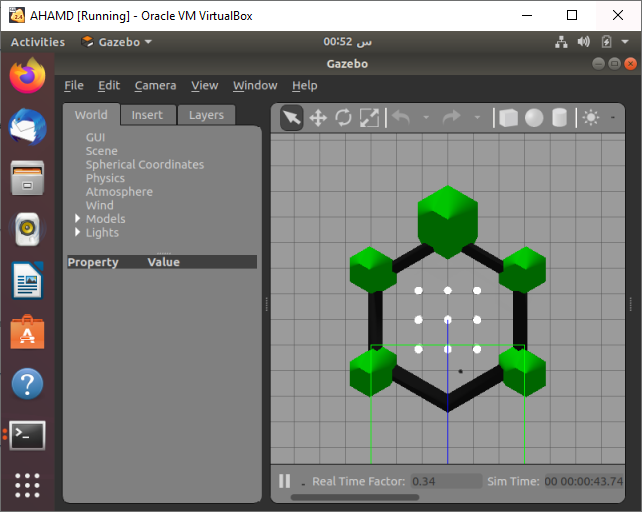 AHAMD [Running] - Oracle VM VirtualBox
Activities Gazebo 00:52 س
Gazebo
File Edit Camera View Window Help
World Insert Layers
GUI
Scene
Spherical Coordinates
Physics
Atmosphere
Wind
Models
Lights
Property Value
Real Time Factor: 0.34 Sim Time: 00 00:00:43.74